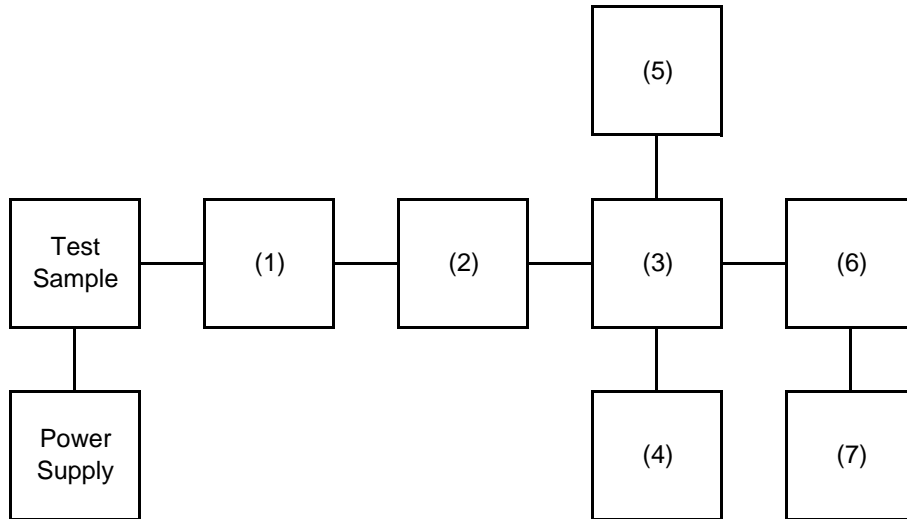 (5)
Test
Sample
(1)
(2)
(3)
(6)
Power
Supply
(4)
(7)